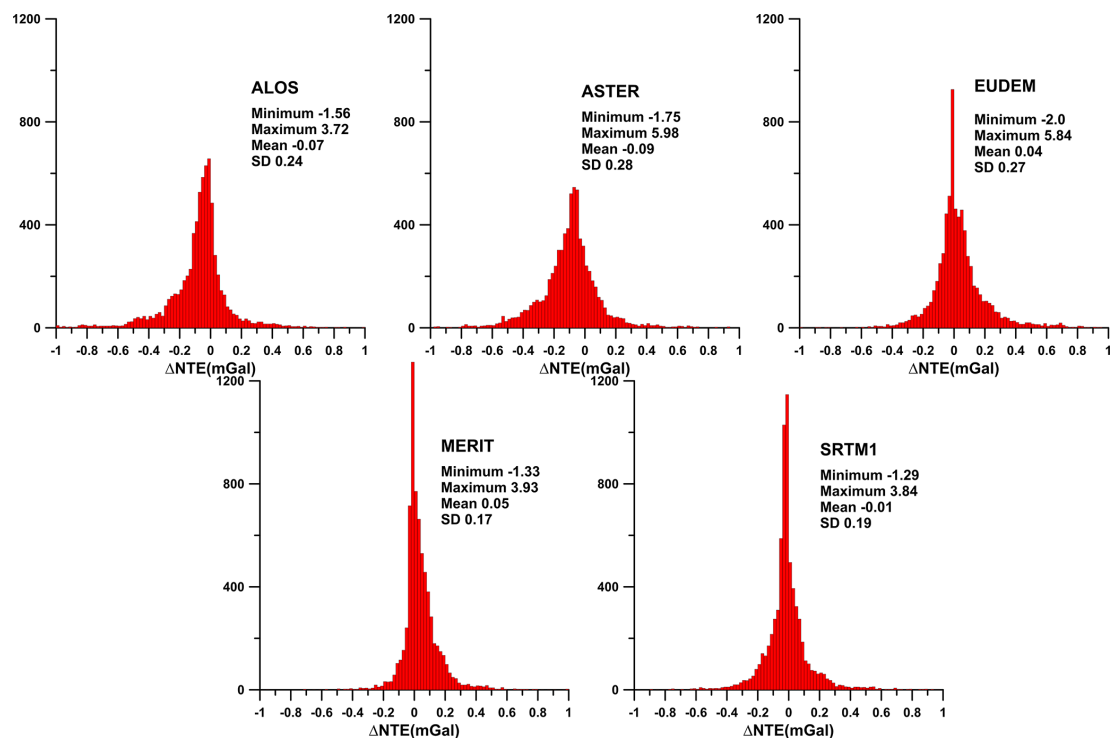 1200
800
400
0
ALOS
Minimum -1.56
Maximum 3.72
Mean -0.07
SD 0.24
-1 -0.8 -0.6 -0.4 -0.2 0 0.2 0.4 0.6 0.8 1
ΔNTE(mGal)
1200
800
400
0
ASTER
Minimum -1.75
Maximum 5.98
Mean -0.09
SD 0.28
-1 -0.8 -0.6 -0.4 -0.2 0 0.2 0.4 0.6 0.8 1
ΔNTE(mGal)
1200
800
400
0
EUDEM
Minimum -2.0
Maximum 5.84
Mean 0.04
SD 0.27
-1 -0.8 -0.6 -0.4 -0.2 0 0.2 0.4 0.6 0.8 1
ΔNTE(mGal)
1200
800
400
0
MERIT
Minimum -1.33
Maximum 3.93
Mean 0.05
SD 0.17
-1 -0.8 -0.6 -0.4 -0.2 0 0.2 0.4 0.6 0.8 1
ΔNTE(mGal)
1200
800
400
0
SRTM1
Minimum -1.29
Maximum 3.84
Mean -0.01
SD 0.19
-1 -0.8 -0.6 -0.4 -0.2 0 0.2 0.4 0.6 0.8 1
ΔNTE(mGal)